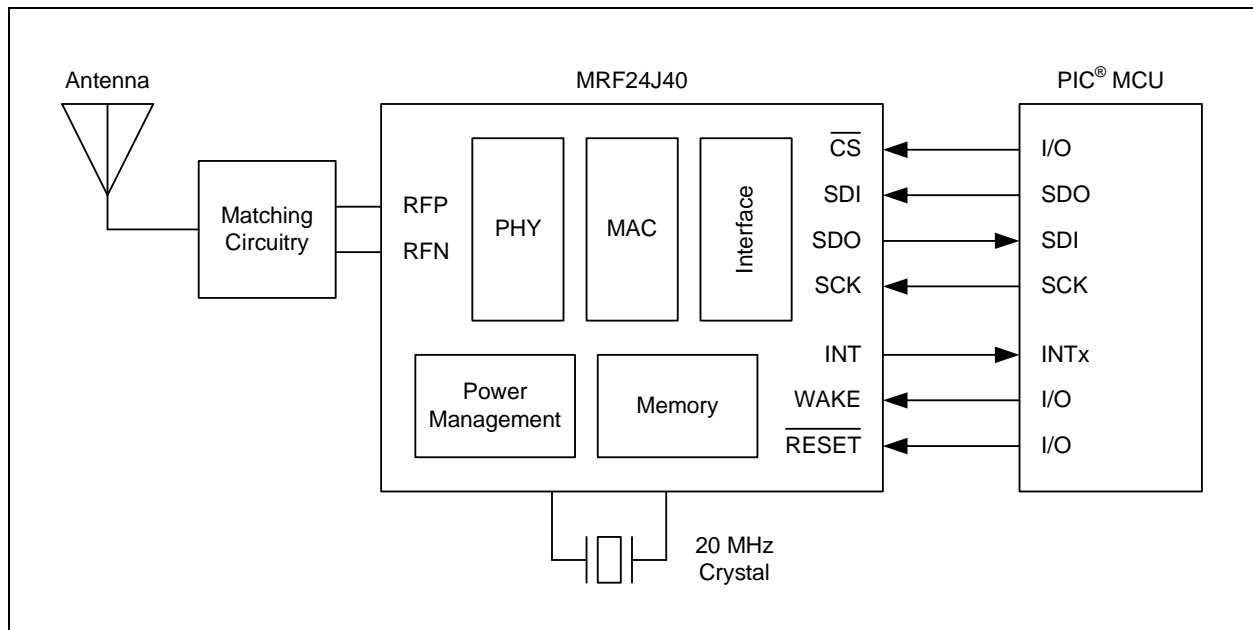 Antenna
MRF24J40
PIC® MCU
Matching
Circuitry
RFP
RFN
PHY
MAC
Interface
CS
SDI
SDO
SCK
INT
WAKE
RESET
I/O
SDO
SDI
SCK
INTx
I/O
I/O
Power
Management
Memory
20 MHz
Crystal